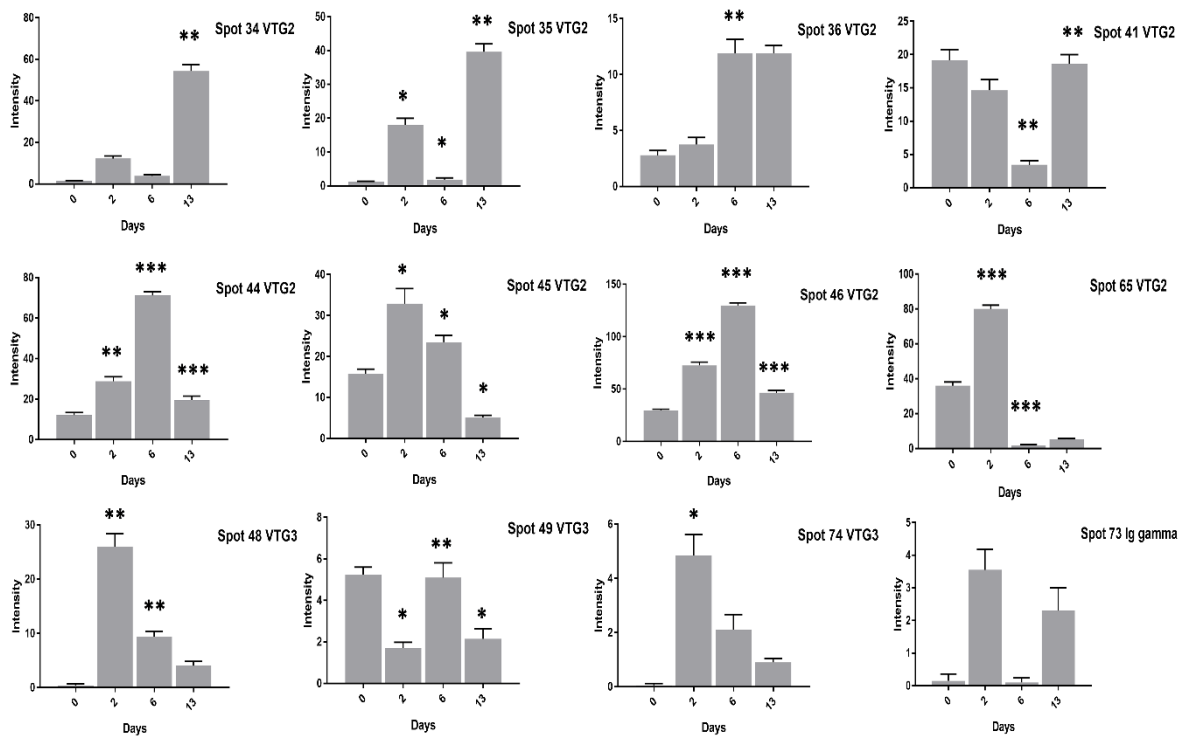 Spot 34 VTG2
**
Intensity
80
60
40
20
0
0 2 6 13
Days
Spot 35 VTG2
* * **
Intensity
50
40
30
20
10
0
0 2 6 13
Days
Spot 36 VTG2
**
Intensity
15
10
5
0
0 2 6 13
Days
Spot 41 VTG2
** **
Intensity
25
20
15
10
5
0
0 2 6 13
Days
Spot 44 VTG2
** *** ***
Intensity
80
60
40
20
0
0 2 6 13
Days
Spot 45 VTG2
* * *
Intensity
40
30
20
10
0
0 2 6 13
Days
Spot 46 VTG2
*** *** ***
Intensity
150
100
50
0
0 2 6 13
Days
Spot 65 VTG2
*** ***
Intensity
100
80
60
40
20
0
0 2 6 13
Days
Spot 48 VTG3
** **
Intensity
30
20
10
0
0 2 6 13
Days
Spot 49 VTG3
* ** *
Intensity
8
6
4
2
0
0 2 6 13
Days
Spot 74 VTG3
*
Intensity
6
4
2
0
0 2 6 13
Days
Spot 73 Ig gamma
Intensity
5
4
3
2
1
0
0 2 6 13
Days